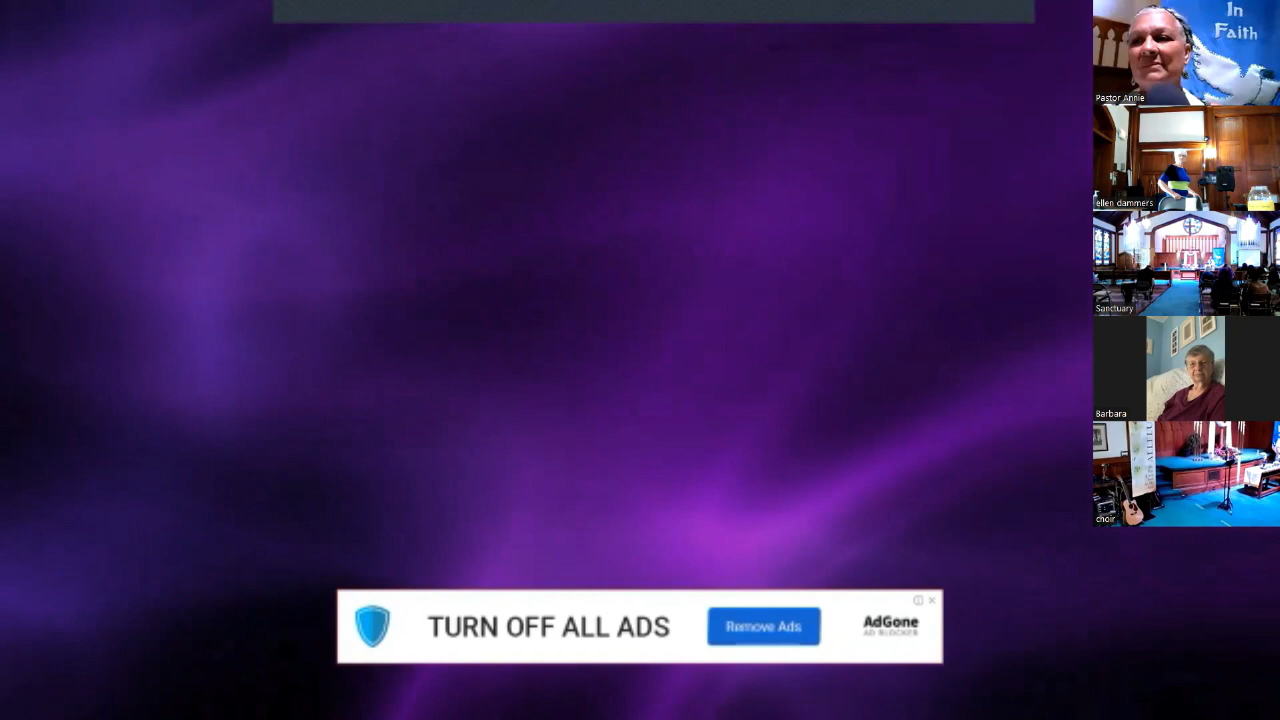 In
Faith
Pastor Annie
ellen dammers
Sanctuary
Barbara
choir
TURN OFF ALL ADS
Remove Ads
AdGone
AD BLOCKER